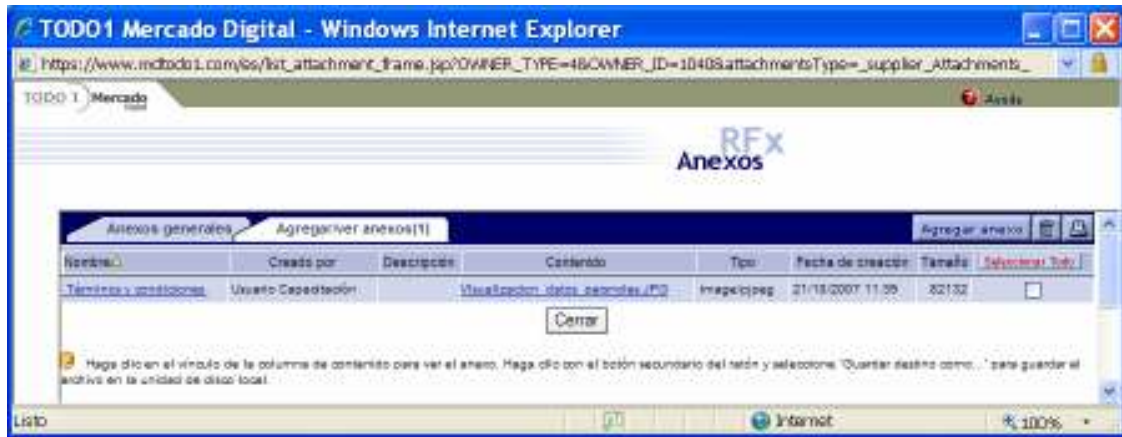 TODO1 Mercado Digital - Windows Internet Explorer
https://www.mdtodo1.com/es/list_attachment_frame.jsp?OWNER_TYPE=4&OWNER_ID=1040&attachmentsType=_supplier_Attachments_
TODO 1 Mercado Ayuda
RFx
Anexos
Anexos generales Agregar/ver anexos(1) Agregar anexo
Nombre Creado por Descripción Contenido Tipo Fecha de creación Tamaño Seleccionar Todo
Términos y condiciones Usuario Capacitación Visualizacion datos generales.JPG image/pjpeg 21/18/2007 11:59 82132
Cerrar
Haga clic en el vínculo de la columna de contenido para ver el anexo. Haga clic con el botón secundario del ratón y seleccione 'Guardar destino como...' para guardar el
archivo en la unidad de disco local.
Listo Internet 100%